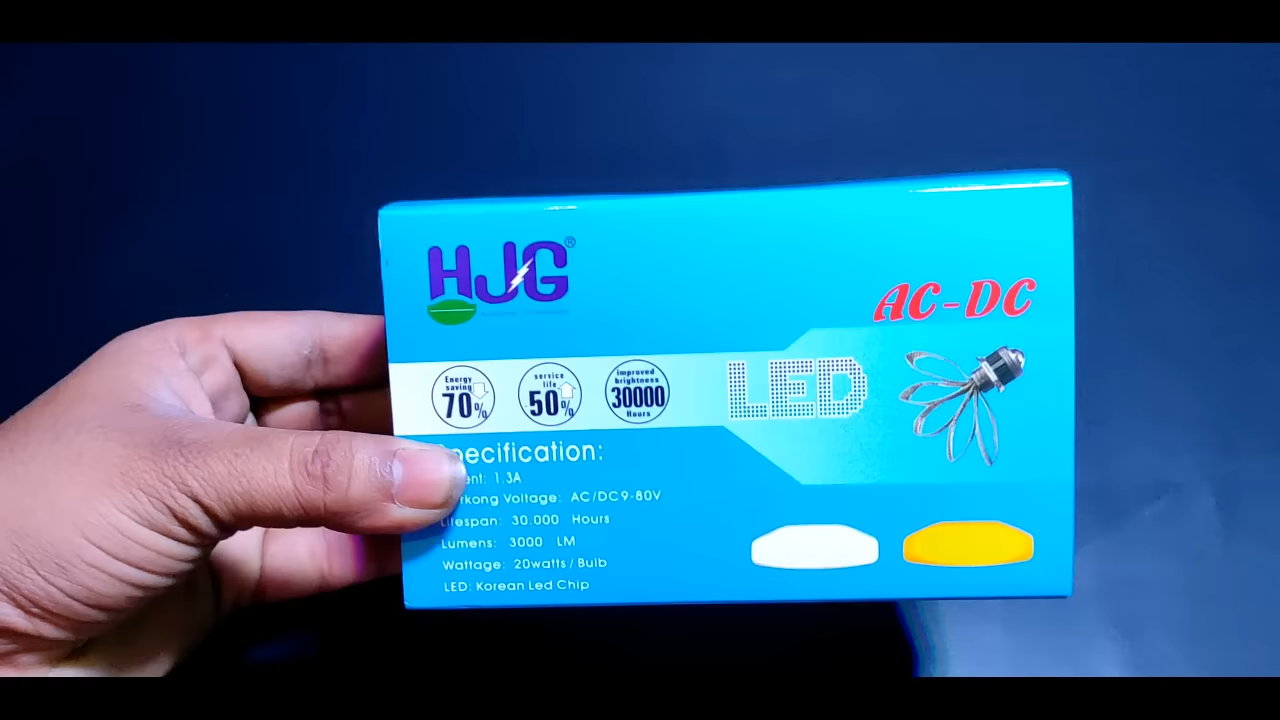 HJG®
AC-DC
Energy
saving
70%
service
life
50%
improved
brightness
30000
Hours
LED
pecification:
ent: 1.3A
rkong Voltage: AC/DC9-80V
Lifespan: 30.000 Hours
Lumens: 3000 LM
Wattage: 20watts/Bulb
LED: Korean Led Chip